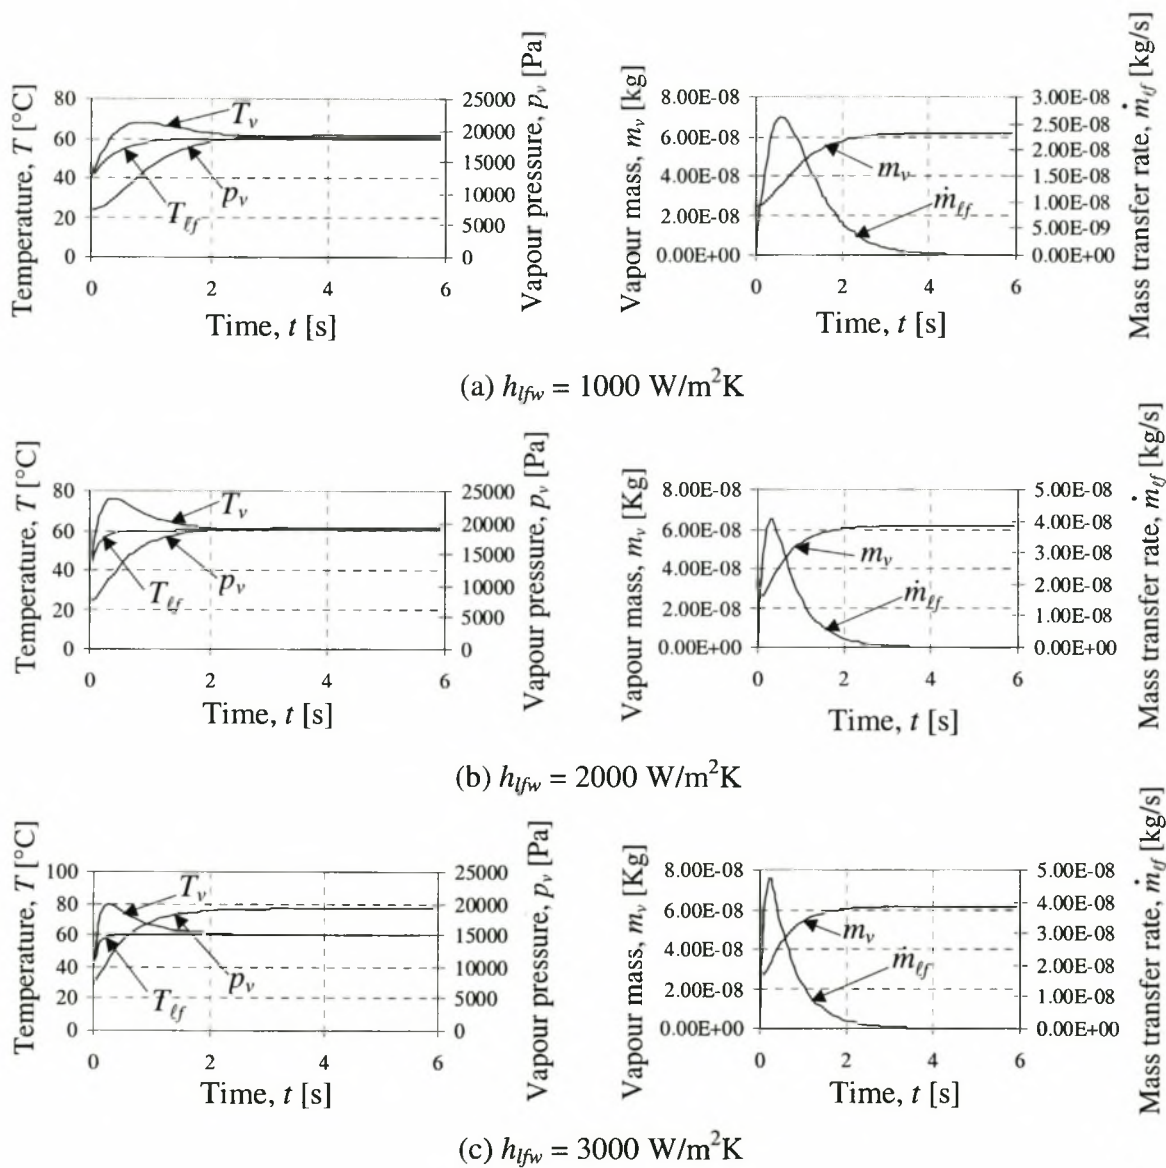 Temperature, T [°C]
80
60
40
20
0
T_v
T_ℓf
p_v
25000
20000
15000
10000
5000
0
Vapour pressure, p_v [Pa]
0 2 4 6
Time, t [s]
Vapour mass, m_v [kg]
8.00E-08
6.00E-08
4.00E-08
2.00E-08
0.00E+00
m_v
ṁ_ℓf
3.00E-08
2.50E-08
2.00E-08
1.50E-08
1.00E-08
5.00E-09
0.00E+00
Mass transfer rate, ṁ_ℓf [kg/s]
0 2 4 6
Time, t [s]
(a) h_lfw = 1000 W/m²K
Temperature, T [°C]
80
60
40
20
0
T_v
T_ℓf
p_v
25000
20000
15000
10000
5000
0
Vapour pressure, p_v [Pa]
0 2 4 6
Time, t [s]
Vapour mass, m_v [Kg]
8.00E-08
6.00E-08
4.00E-08
2.00E-08
0.00E+00
m_v
ṁ_ℓf
5.00E-08
4.00E-08
3.00E-08
2.00E-08
1.00E-08
0.00E+00
Mass transfer rate, ṁ_ℓf [kg/s]
0 2 4 6
Time, t [s]
(b) h_lfw = 2000 W/m²K
Temperature, T [°C]
100
80
60
40
20
0
T_v
T_ℓf
p_v
25000
20000
15000
10000
5000
0
Vapour pressure, p_v [Pa]
0 2 4 6
Time, t [s]
Vapour mass, m_v [Kg]
8.00E-08
6.00E-08
4.00E-08
2.00E-08
0.00E+00
m_v
ṁ_ℓf
5.00E-08
4.00E-08
3.00E-08
2.00E-08
1.00E-08
0.00E+00
Mass transfer rate, ṁ_ℓf [kg/s]
0 2 4 6
Time, t [s]
(c) h_lfw = 3000 W/m²K